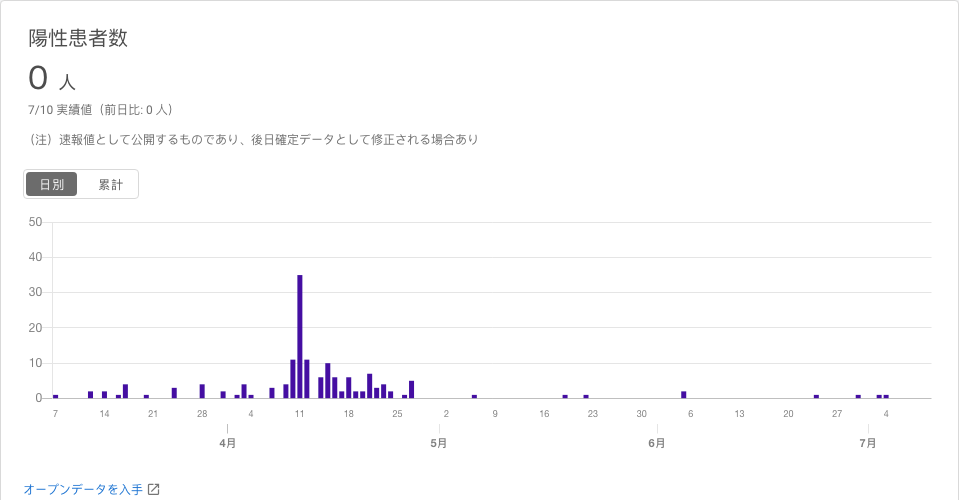 陽性患者数
0 人
7/10 実績値（前日比: 0 人）
（注）速報値として公開するものであり、後日確定データとして修正される場合あり
日別 累計
50
40
30
20
10
0
7 14 21 28 4 11 18 25 2 9 16 23 30 6 13 20 27 4
4月 5月 6月 7月
オープンデータを入手